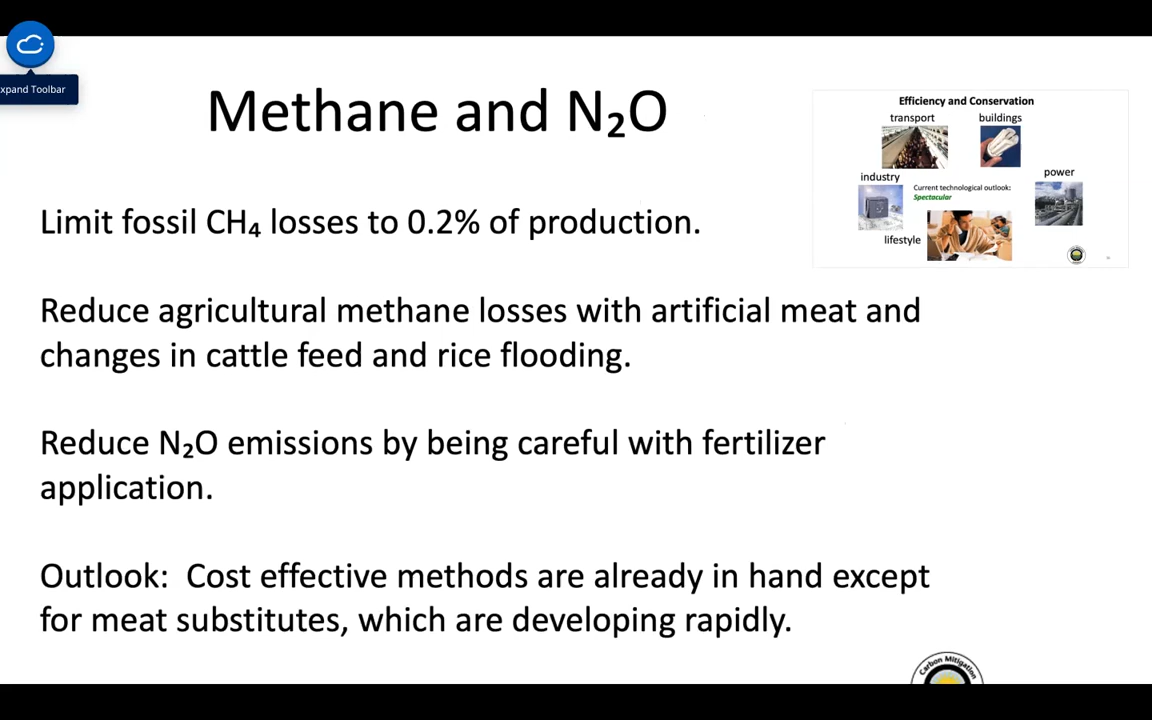 xpand Toolbar
Methane and N₂O
Limit fossil CH₄ losses to 0.2% of production.
Reduce agricultural methane losses with artificial meat and
changes in cattle feed and rice flooding.
Reduce N₂O emissions by being careful with fertilizer
application.
Outlook:  Cost effective methods are already in hand except
for meat substitutes, which are developing rapidly.
Efficiency and Conservation
transport
buildings
industry
power
Current technological outlook:
Spectacular
lifestyle
Carbon Mitigation